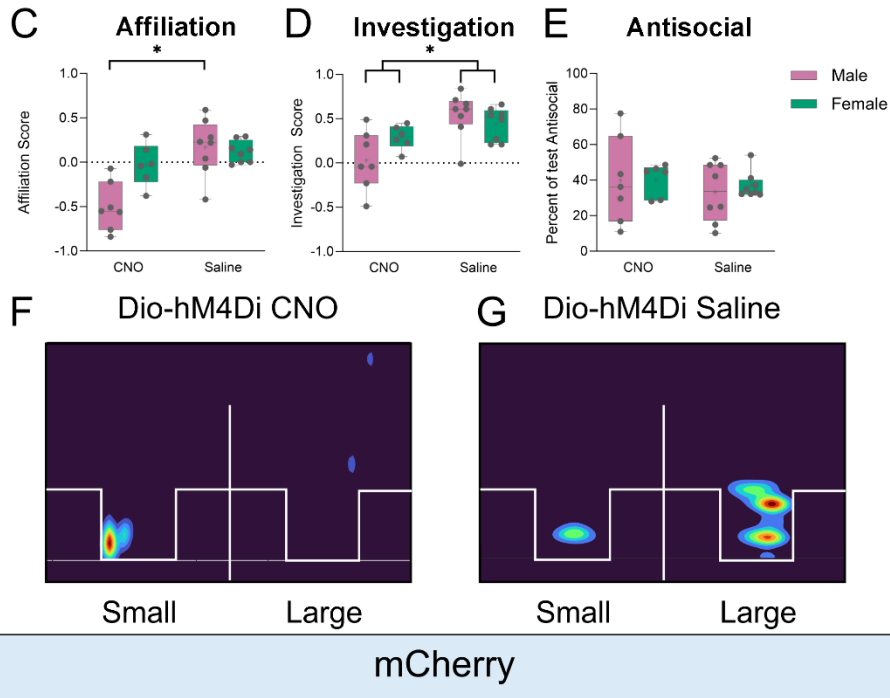 C Affiliation
D Investigation
E Antisocial
*
*
Male
Female
Affiliation Score
1.0
0.5
0.0
-0.5
-1.0
CNO Saline
Investigation Score
1.0
0.5
0.0
-0.5
-1.0
CNO Saline
Percent of test Antisocial
100
80
60
40
20
0
CNO Saline
F Dio-hM4Di CNO
G Dio-hM4Di Saline
Small Large
Small Large
mCherry